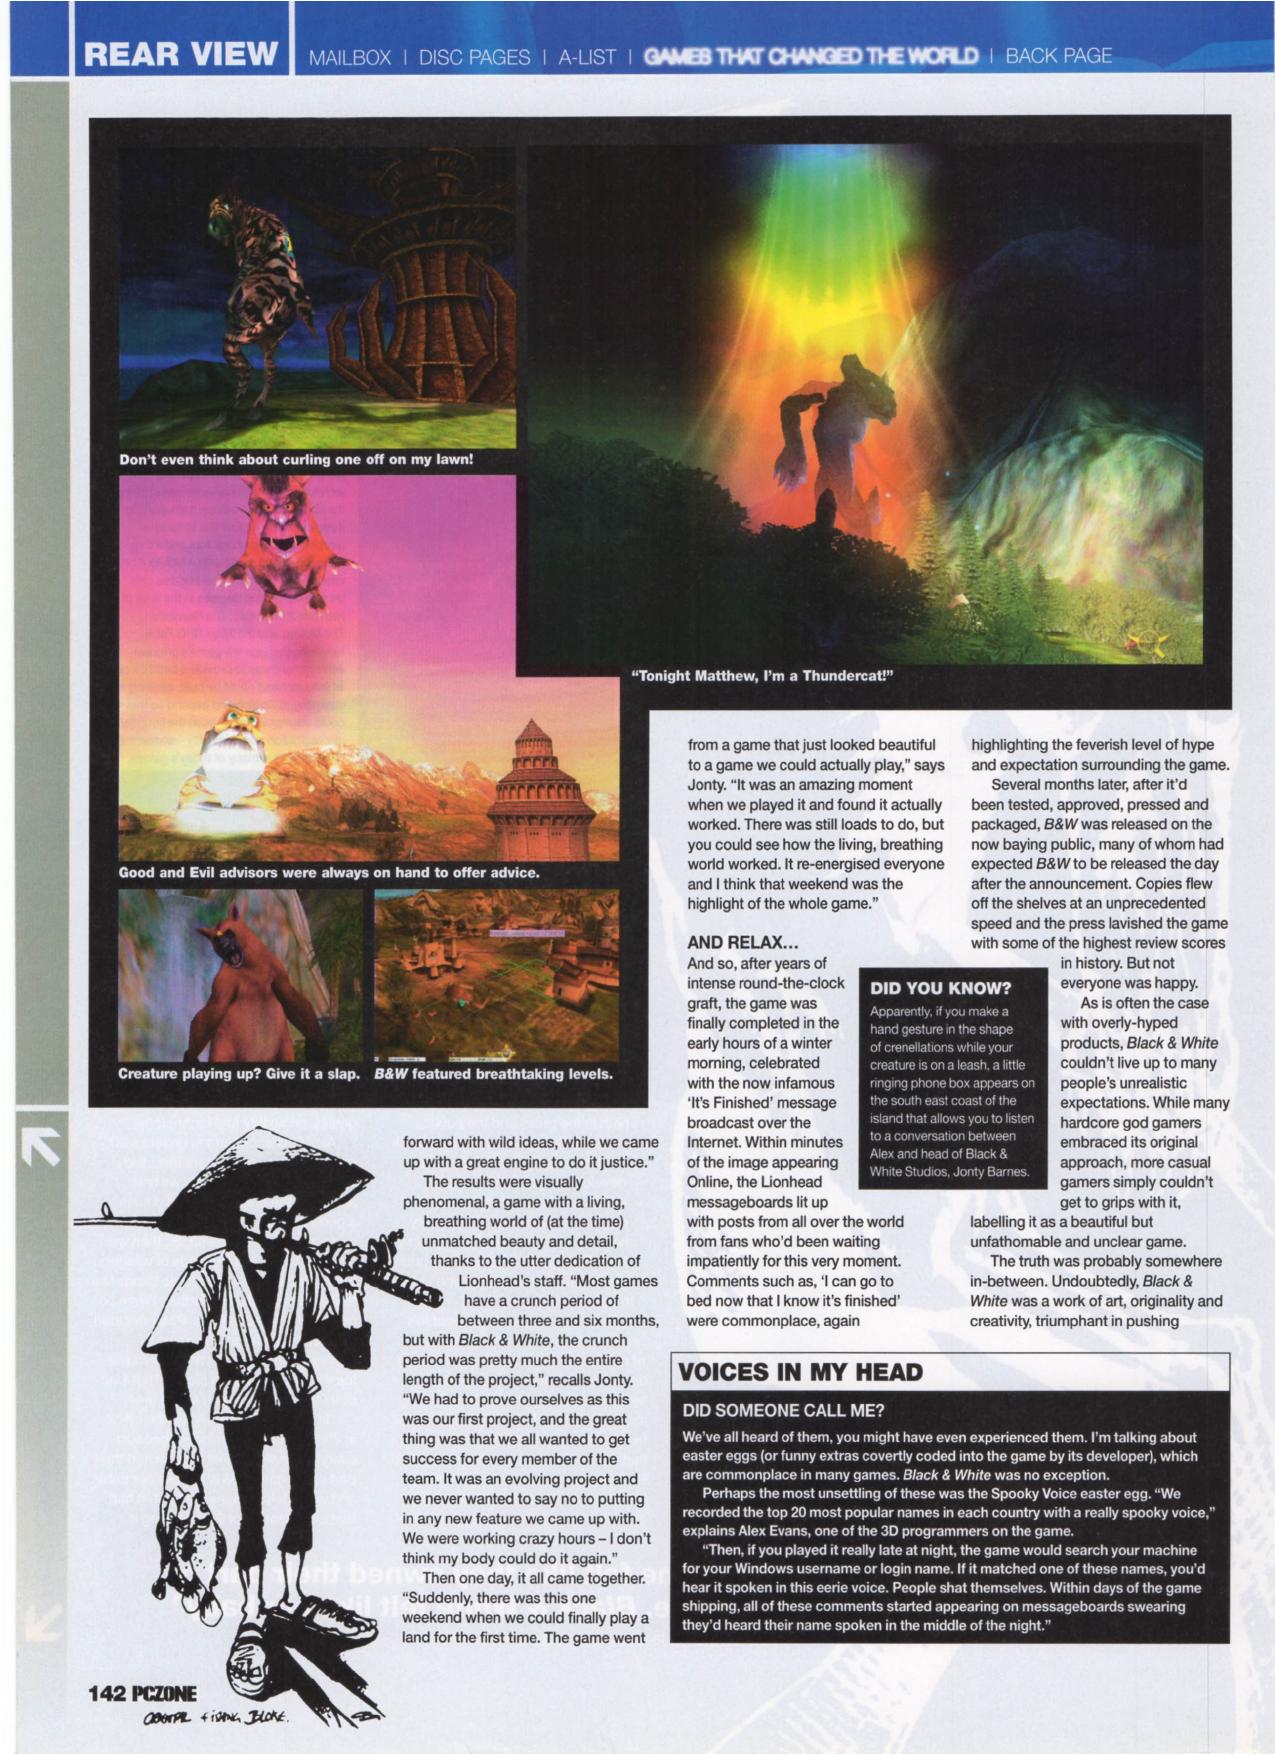 REAR VIEW
MAILBOX | DISC PAGES | A-LIST | GAMES THAT CHANGED THE WORLD | BACK PAGE
Don't even think about curling one off on my lawn!
"Tonight Matthew, I'm a Thundercat!"
Good and Evil advisors were always on hand to offer advice.
Creature playing up? Give it a slap.
B&W featured breathtaking levels.
forward with wild ideas, while we came
up with a great engine to do it justice."
The results were visually
phenomenal, a game with a living,
breathing world of (at the time)
unmatched beauty and detail,
thanks to the utter dedication of
Lionhead's staff. "Most games
have a crunch period of
between three and six months,
but with Black & White, the crunch
period was pretty much the entire
length of the project," recalls Jonty.
"We had to prove ourselves as this
was our first project, and the great
thing was that we all wanted to get
success for every member of the
team. It was an evolving project and
we never wanted to say no to putting
in any new feature we came up with.
We were working crazy hours – I don't
think my body could do it again."
Then one day, it all came together.
"Suddenly, there was this one
weekend when we could finally play a
land for the first time. The game went
from a game that just looked beautiful
to a game we could actually play," says
Jonty. "It was an amazing moment
when we played it and found it actually
worked. There was still loads to do, but
you could see how the living, breathing
world worked. It re-energised everyone
and I think that weekend was the
highlight of the whole game."
AND RELAX...
And so, after years of
intense round-the-clock
graft, the game was
finally completed in the
early hours of a winter
morning, celebrated
with the now infamous
'It's Finished' message
broadcast over the
Internet. Within minutes
of the image appearing
Online, the Lionhead
messageboards lit up
with posts from all over the world
from fans who'd been waiting
impatiently for this very moment.
Comments such as, 'I can go to
bed now that I know it's finished'
were commonplace, again
highlighting the feverish level of hype
and expectation surrounding the game.
Several months later, after it'd
been tested, approved, pressed and
packaged, B&W was released on the
now baying public, many of whom had
expected B&W to be released the day
after the announcement. Copies flew
off the shelves at an unprecedented
speed and the press lavished the game
with some of the highest review scores
in history. But not
everyone was happy.
As is often the case
with overly-hyped
products, Black & White
couldn't live up to many
people's unrealistic
expectations. While many
hardcore god gamers
embraced its original
approach, more casual
gamers simply couldn't
get to grips with it,
labelling it as a beautiful but
unfathomable and unclear game.
The truth was probably somewhere
in-between. Undoubtedly, Black &
White was a work of art, originality and
creativity, triumphant in pushing
DID YOU KNOW?
Apparently, if you make a
hand gesture in the shape
of crenellations while your
creature is on a leash, a little
ringing phone box appears on
the south east coast of the
island that allows you to listen
to a conversation between
Alex and head of Black &
White Studios, Jonty Barnes.
VOICES IN MY HEAD
DID SOMEONE CALL ME?
We've all heard of them, you might have even experienced them. I'm talking about
easter eggs (or funny extras covertly coded into the game by its developer), which
are commonplace in many games. Black & White was no exception.
Perhaps the most unsettling of these was the Spooky Voice easter egg. "We
recorded the top 20 most popular names in each country with a really spooky voice,"
explains Alex Evans, one of the 3D programmers on the game.
"Then, if you played it really late at night, the game would search your machine
for your Windows username or login name. If it matched one of these names, you'd
hear it spoken in this eerie voice. People shat themselves. Within days of the game
shipping, all of these comments started appearing on messageboards swearing
they'd heard their name spoken in the middle of the night."
142 PCZONE
BLOKE.